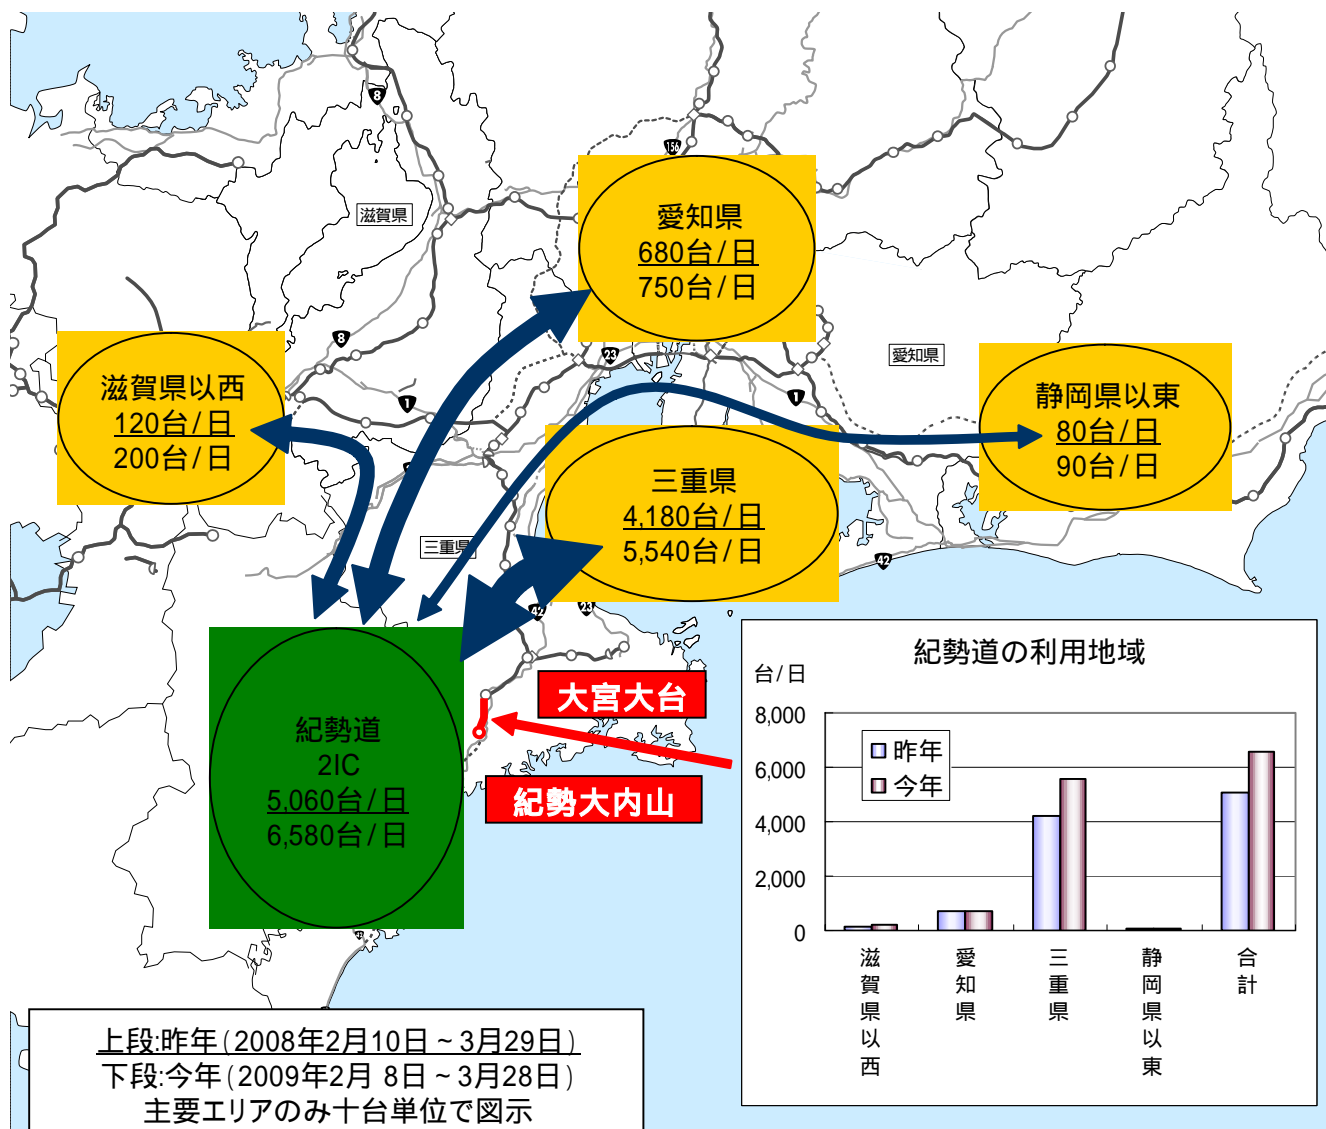 8
156
滋賀県
愛知県
680台/日
750台/日
8
23
愛知県
滋賀県以西
120台/日
200台/日
1
1
静岡県以東
80台/日
90台/日
三重県
4,180台/日
5,540台/日
三重県
42
42
23
紀勢道
2IC
5,060台/日
6,580台/日
大宮大台
紀勢大内山
紀勢道の利用地域
台/日
8,000
6,000
4,000
2,000
0
昨年
今年
滋賀県以西
愛知県
三重県
静岡県以東
合計
上段:昨年(2008年2月10日~3月29日)
下段:今年(2009年2月 8日~3月28日)
主要エリアのみ十台単位で図示